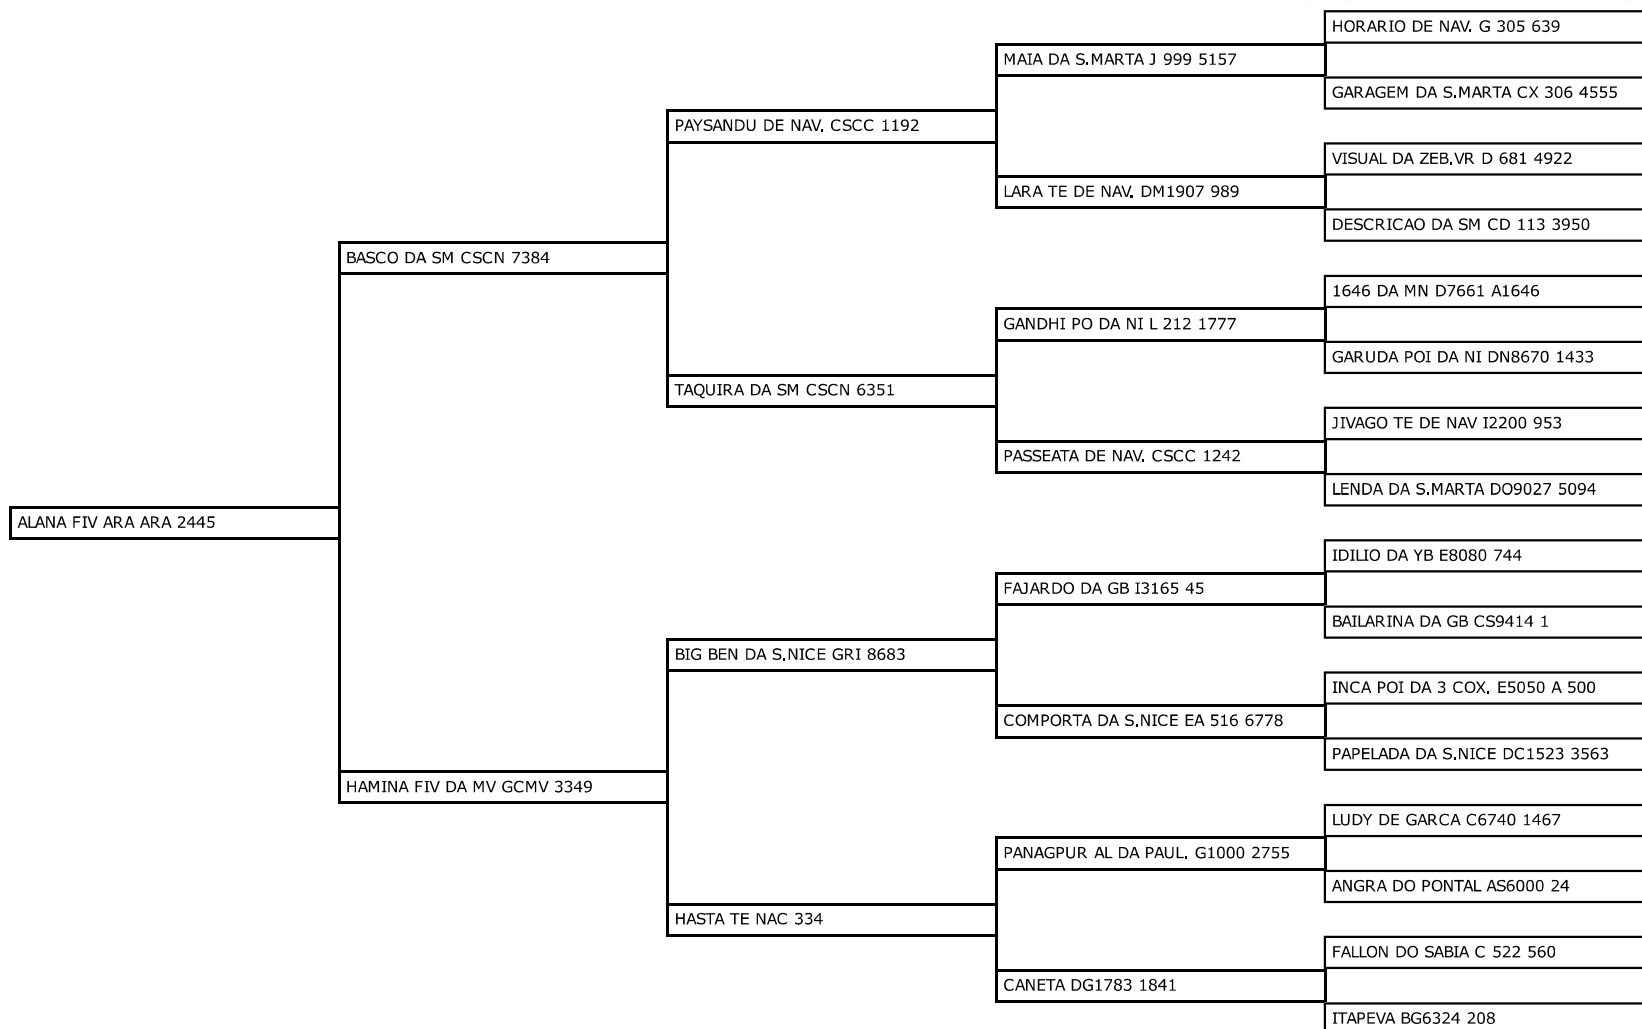 HORARIO DE NAV. G 305 639
MAIA DA S.MARTA J 999 5157
GARAGEM DA S.MARTA CX 306 4555
PAYSANDU DE NAV. CSCC 1192
VISUAL DA ZEB.VR D 681 4922
LARA TE DE NAV. DM1907 989
DESCRICAO DA SM CD 113 3950
BASCO DA SM CSCN 7384
1646 DA MN D7661 A1646
GANDHI PO DA NI L 212 1777
GARUDA POI DA NI DN8670 1433
TAQUIRA DA SM CSCN 6351
JIVAGO TE DE NAV I2200 953
PASSEATA DE NAV. CSCC 1242
LENDA DA S.MARTA DO9027 5094
ALANA FIV ARA ARA 2445
IDILIO DA YB E8080 744
FAJARDO DA GB I3165 45
BAILARINA DA GB CS9414 1
BIG BEN DA S.NICE GRI 8683
INCA POI DA 3 COX. E5050 A 500
COMPORTA DA S.NICE EA 516 6778
PAPELADA DA S.NICE DC1523 3563
HAMINA FIV DA MV GCMV 3349
LUDY DE GARCA C6740 1467
PANAGPUR AL DA PAUL. G1000 2755
ANGRA DO PONTAL AS6000 24
HASTA TE NAC 334
FALLON DO SABIA C 522 560
CANETA DG1783 1841
ITAPEVA BG6324 208